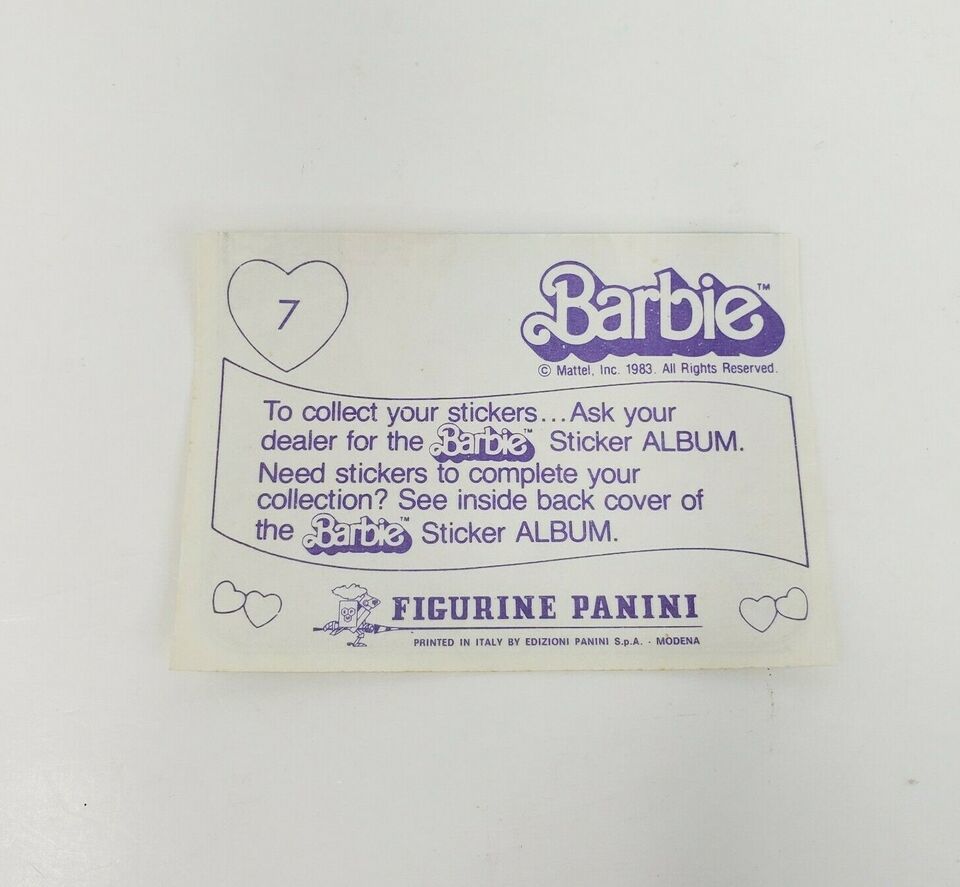 7
Barbie™
© Mattel, Inc. 1983. All Rights Reserved.
To collect your stickers...Ask your
dealer for the Barbie™ Sticker ALBUM.
Need stickers to complete your
collection? See inside back cover of
the Barbie™ Sticker ALBUM.
FIGURINE PANINI
PRINTED IN ITALY BY EDIZIONI PANINI S.p.A. - MODENA